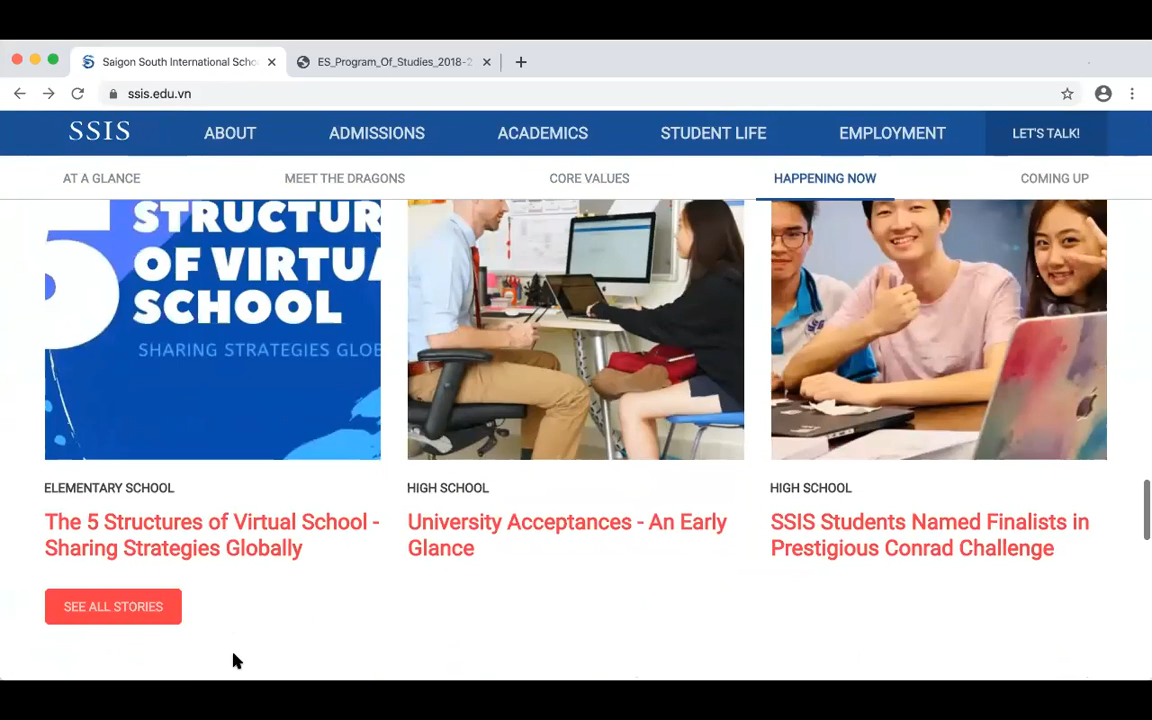 Saigon South International Scho
ES_Program_Of_Studies_2018-2
ssis.edu.vn
SSIS ABOUT ADMISSIONS ACADEMICS STUDENT LIFE EMPLOYMENT LET'S TALK!
AT A GLANCE MEET THE DRAGONS CORE VALUES HAPPENING NOW COMING UP
5 STRUCTUR
OF VIRTUA
SCHOOL
SHARING STRATEGIES GLOB
ELEMENTARY SCHOOL
The 5 Structures of Virtual School -
Sharing Strategies Globally
HIGH SCHOOL
University Acceptances - An Early
Glance
HIGH SCHOOL
SSIS Students Named Finalists in
Prestigious Conrad Challenge
SEE ALL STORIES